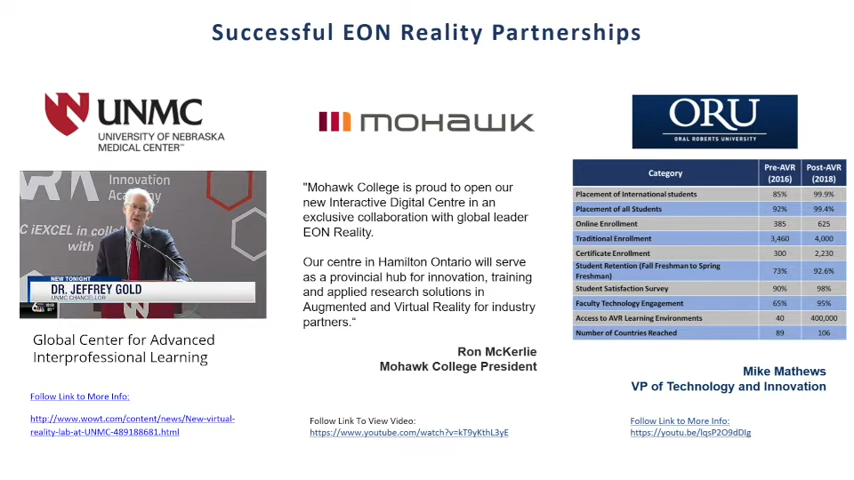 Successful EON Reality Partnerships
UNMC
UNIVERSITY OF NEBRASKA
MEDICAL CENTER™
Innovation
Academy
C iEXCEL in collab
with
NEW TONIGHT
DR. JEFFREY GOLD
UNMC CHANCELLOR
Global Center for Advanced
Interprofessional Learning
Follow Link to More Info:
http://www.wowt.com/content/news/New-virtual-
reality-lab-at-UNMC-489188681.html
mohawk
"Mohawk College is proud to open our
new Interactive Digital Centre in an
exclusive collaboration with global leader
EON Reality.
Our centre in Hamilton Ontario will serve
as a provincial hub for innovation, training
and applied research solutions in
Augmented and Virtual Reality for industry
partners."
Ron McKerlie
Mohawk College President
Follow Link To View Video:
https://www.youtube.com/watch?v=kT9yKthL3yE
ORU
ORAL ROBERTS UNIVERSITY
Category Pre-AVR (2016) Post-AVR (2018)
Placement of International students 85% 99.9%
Placement of all Students 92% 99.4%
Online Enrollment 385 625
Traditional Enrollment 3,460 4,000
Certificate Enrollment 300 2,230
Student Retention (Fall Freshman to Spring
Freshman) 73% 92.6%
Student Satisfaction Survey 90% 98%
Faculty Technology Engagement 65% 95%
Access to AVR Learning Environments 40 400,000
Number of Countries Reached 89 106
Mike Mathews
VP of Technology and Innovation
Follow Link to More Info:
https://youtu.be/lqsP2O9dDIg